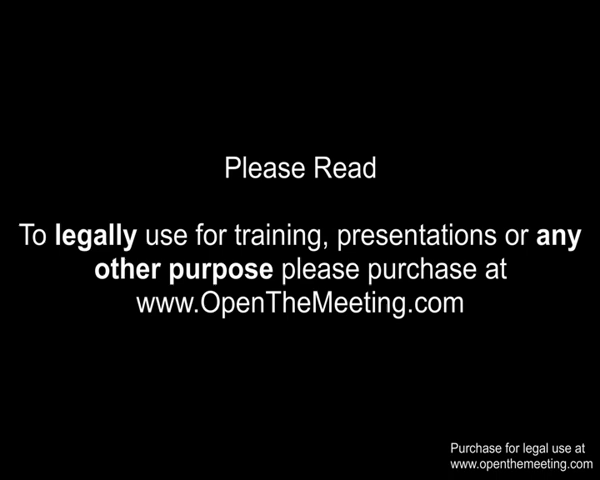 Please Read
To legally use for training, presentations or any
other purpose please purchase at
www.OpenTheMeeting.com
Purchase for legal use at
www.openthemeeting.com